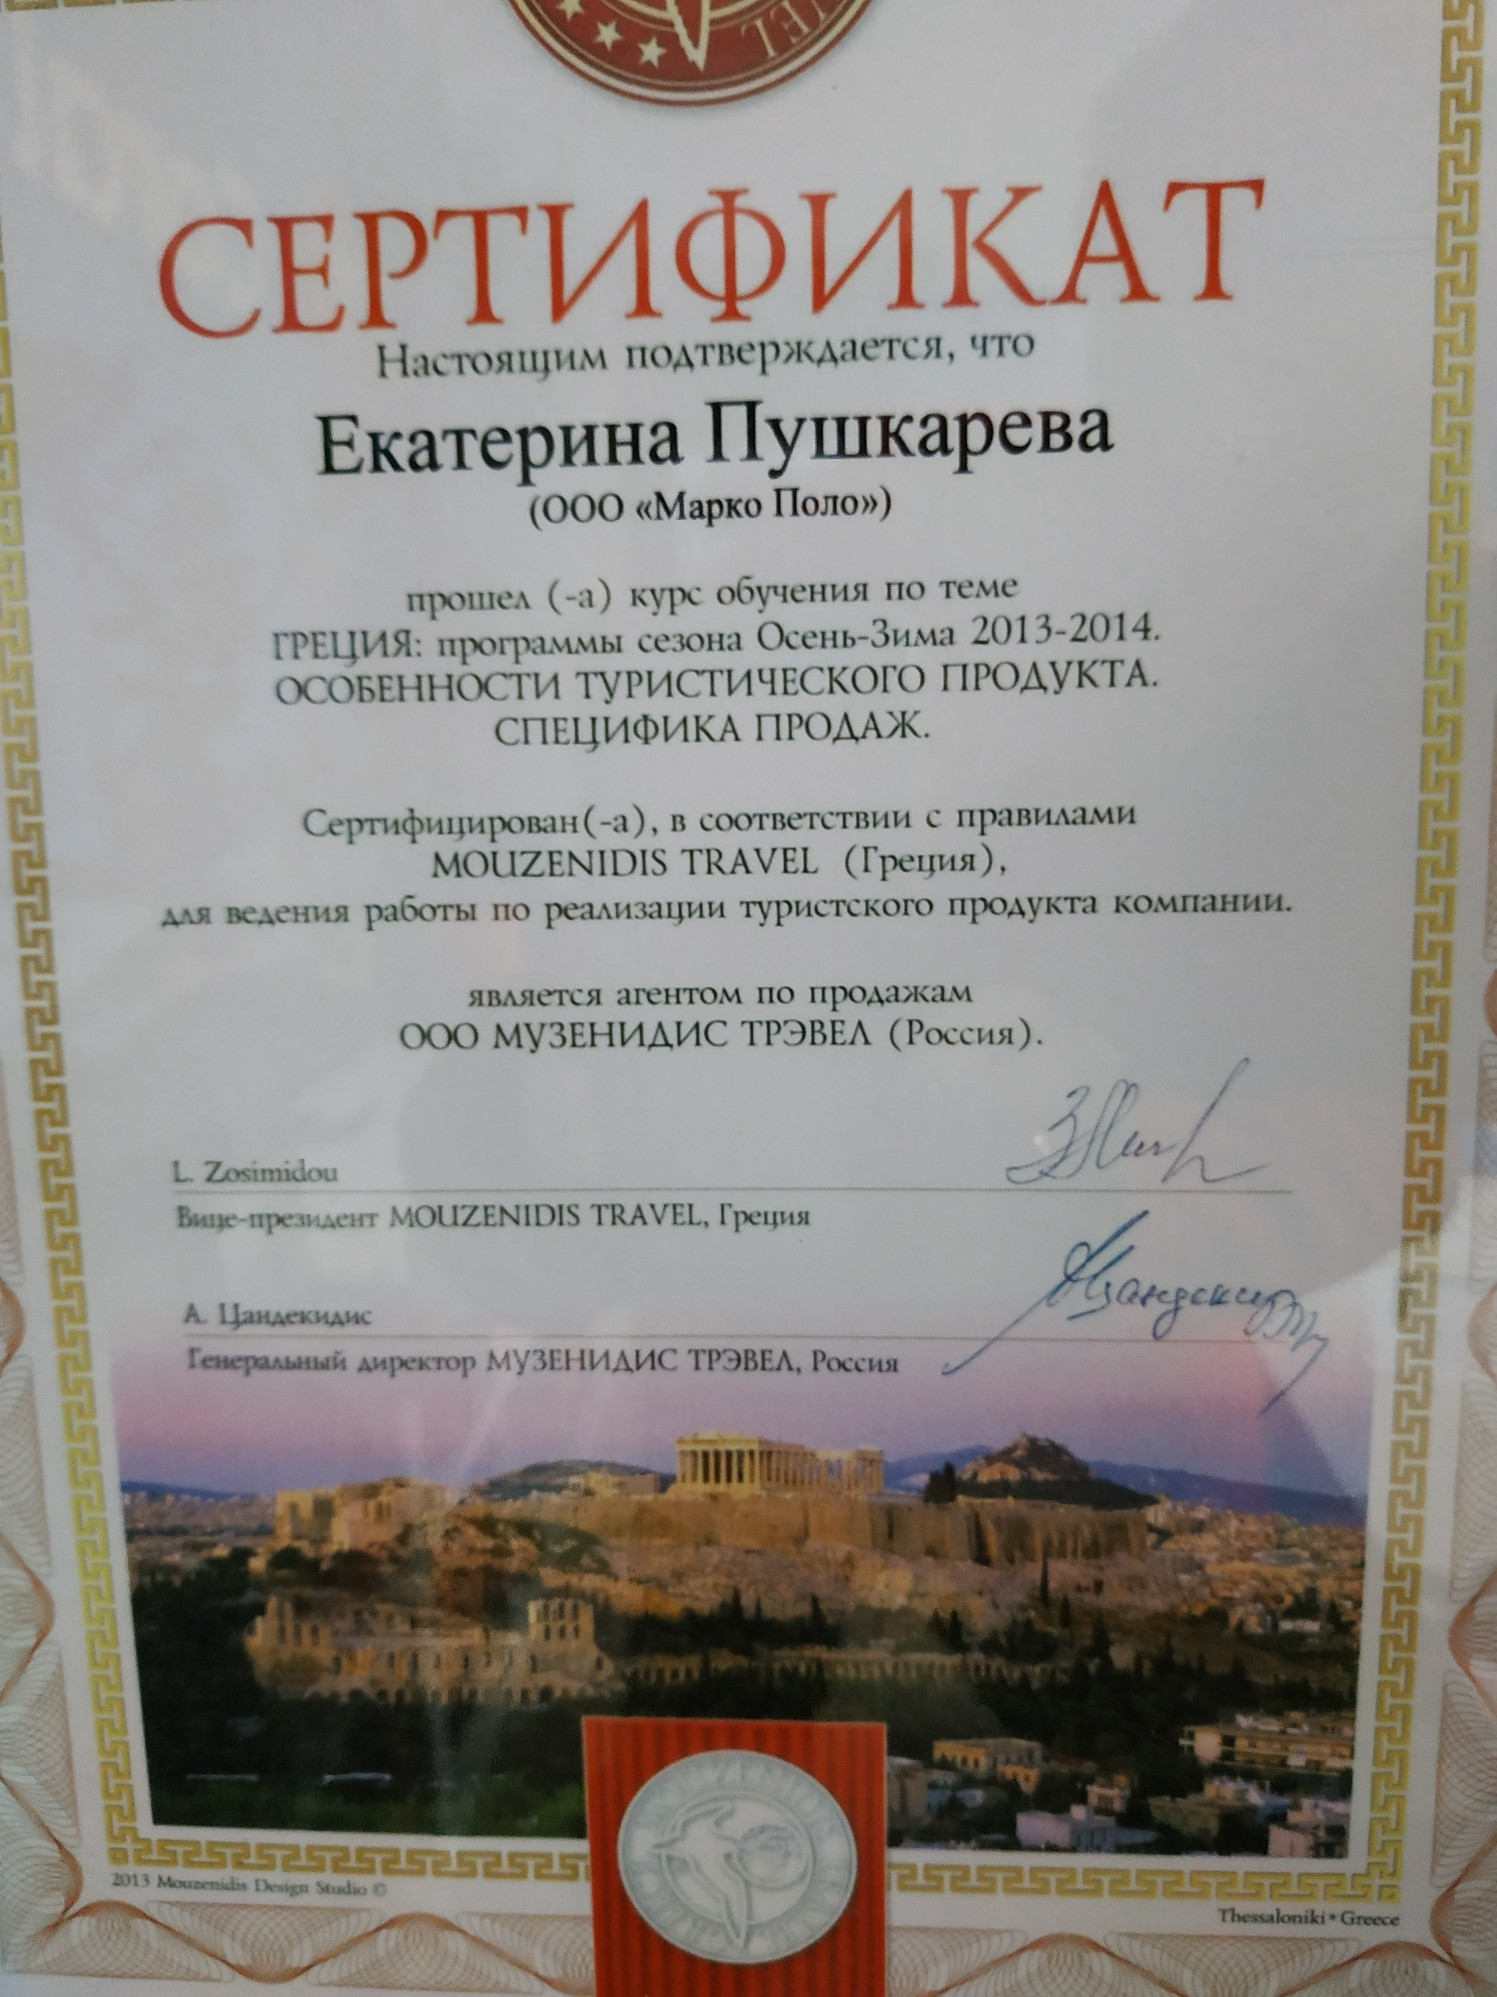 СЕРТИФИКАТ
Настоящим подтверждается, что
Екатерина Пушкарева
(ООО «Марко Поло»)
прошел (-а) курс обучения по теме
ГРЕЦИЯ: программы сезона Осень-Зима 2013-2014.
ОСОБЕННОСТИ ТУРИСТИЧЕСКОГО ПРОДУКТА.
СПЕЦИФИКА ПРОДАЖ.
Сертифицирован(-а), в соответствии с правилами
MOUZENIDIS TRAVEL (Греция),
для ведения работы по реализации туристского продукта компании.
является агентом по продажам
ООО МУЗЕНИДИС ТРЭВЕЛ (Россия).
L. Zosimidou
Вице-президент MOUZENIDIS TRAVEL, Греция
А. Цандекидис
Генеральный директор МУЗЕНИДИС ТРЭВЕЛ, Россия
2013 Mouzenidis Design Studio ©
Thessaloniki * Greece